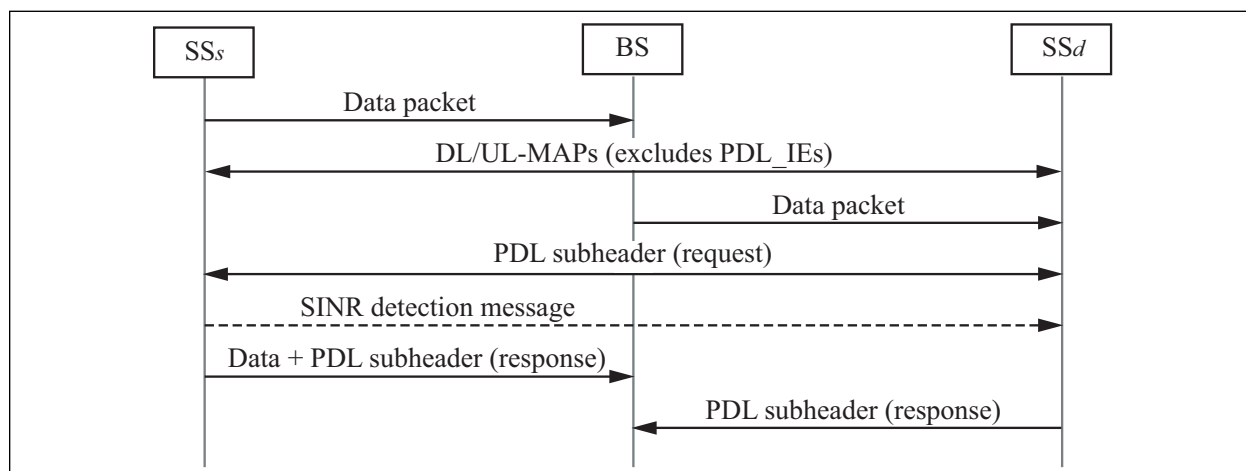 SSs BS SSd
Data packet
DL/UL-MAPs (excludes PDL_IEs)
Data packet
PDL subheader (request)
SINR detection message
Data + PDL subheader (response)
PDL subheader (response)